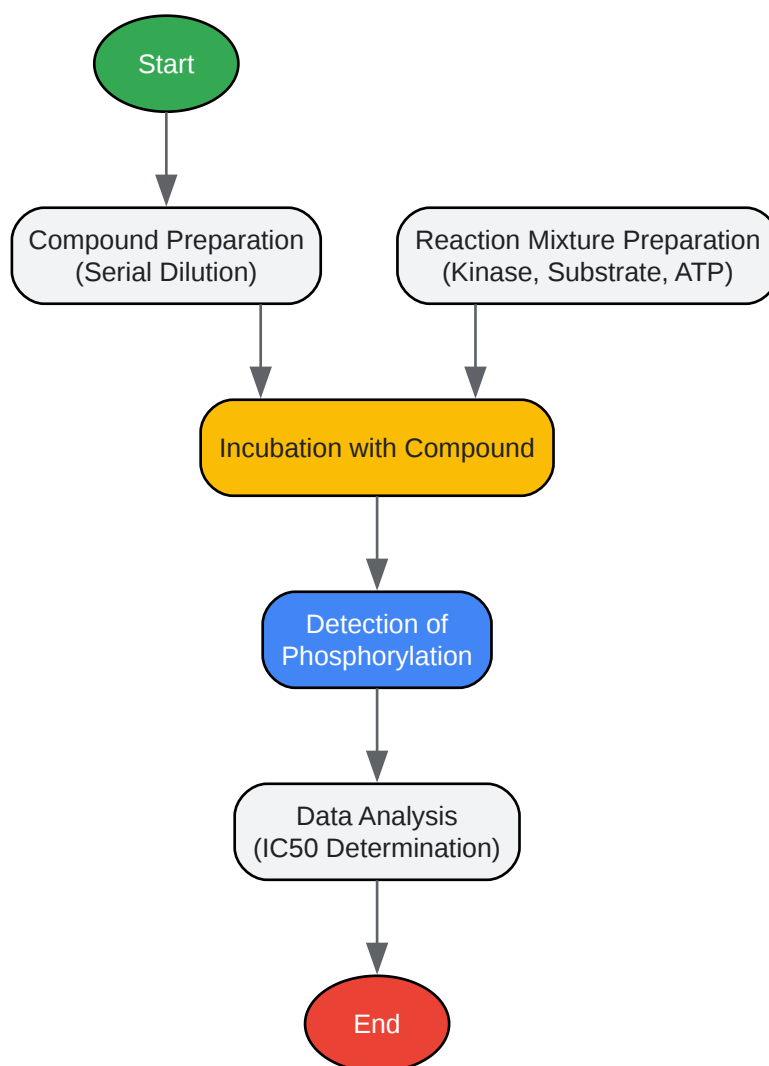 Start
Compound Preparation
(Serial Dilution)
Reaction Mixture Preparation
(Kinase, Substrate, ATP)
Incubation with Compound
Detection of
Phosphorylation
Data Analysis
(IC50 Determination)
End